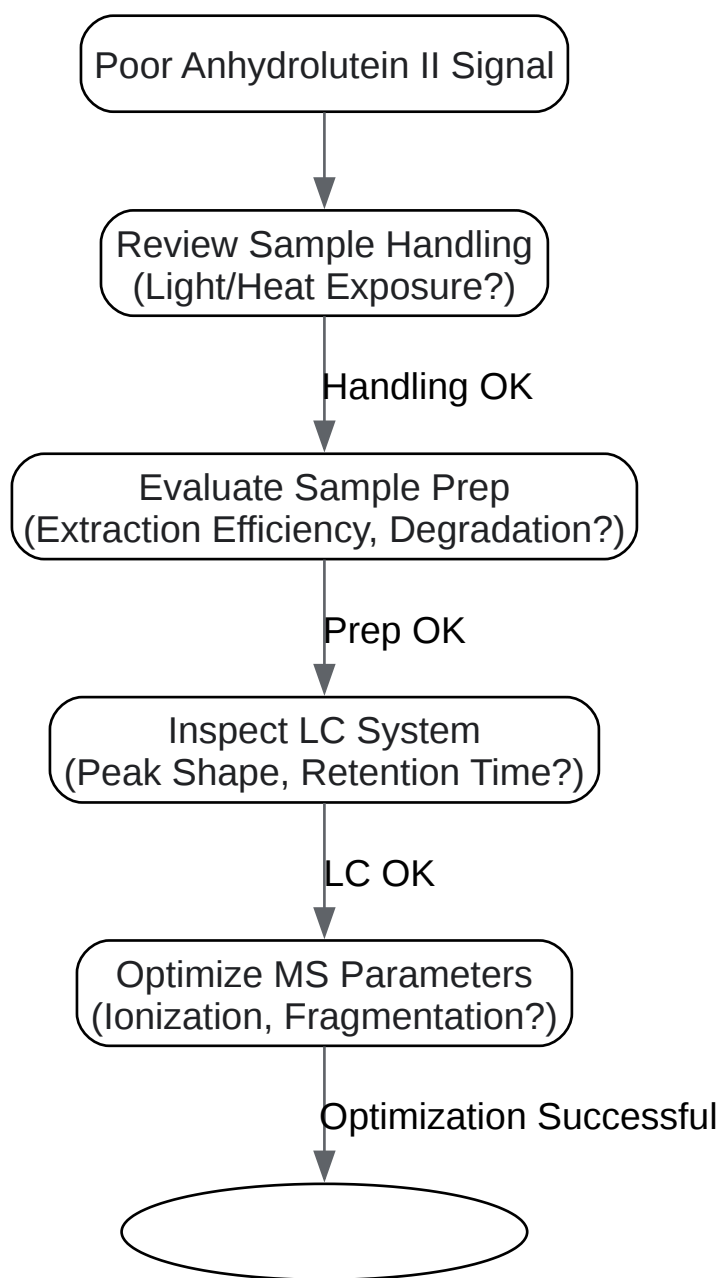 Poor Anhydrolutein II Signal
Review Sample Handling
(Light/Heat Exposure?)
Handling OK
Evaluate Sample Prep
(Extraction Efficiency, Degradation?)
Prep OK
Inspect LC System
(Peak Shape, Retention Time?)
LC OK
Optimize MS Parameters
(Ionization, Fragmentation?)
Optimization Successful